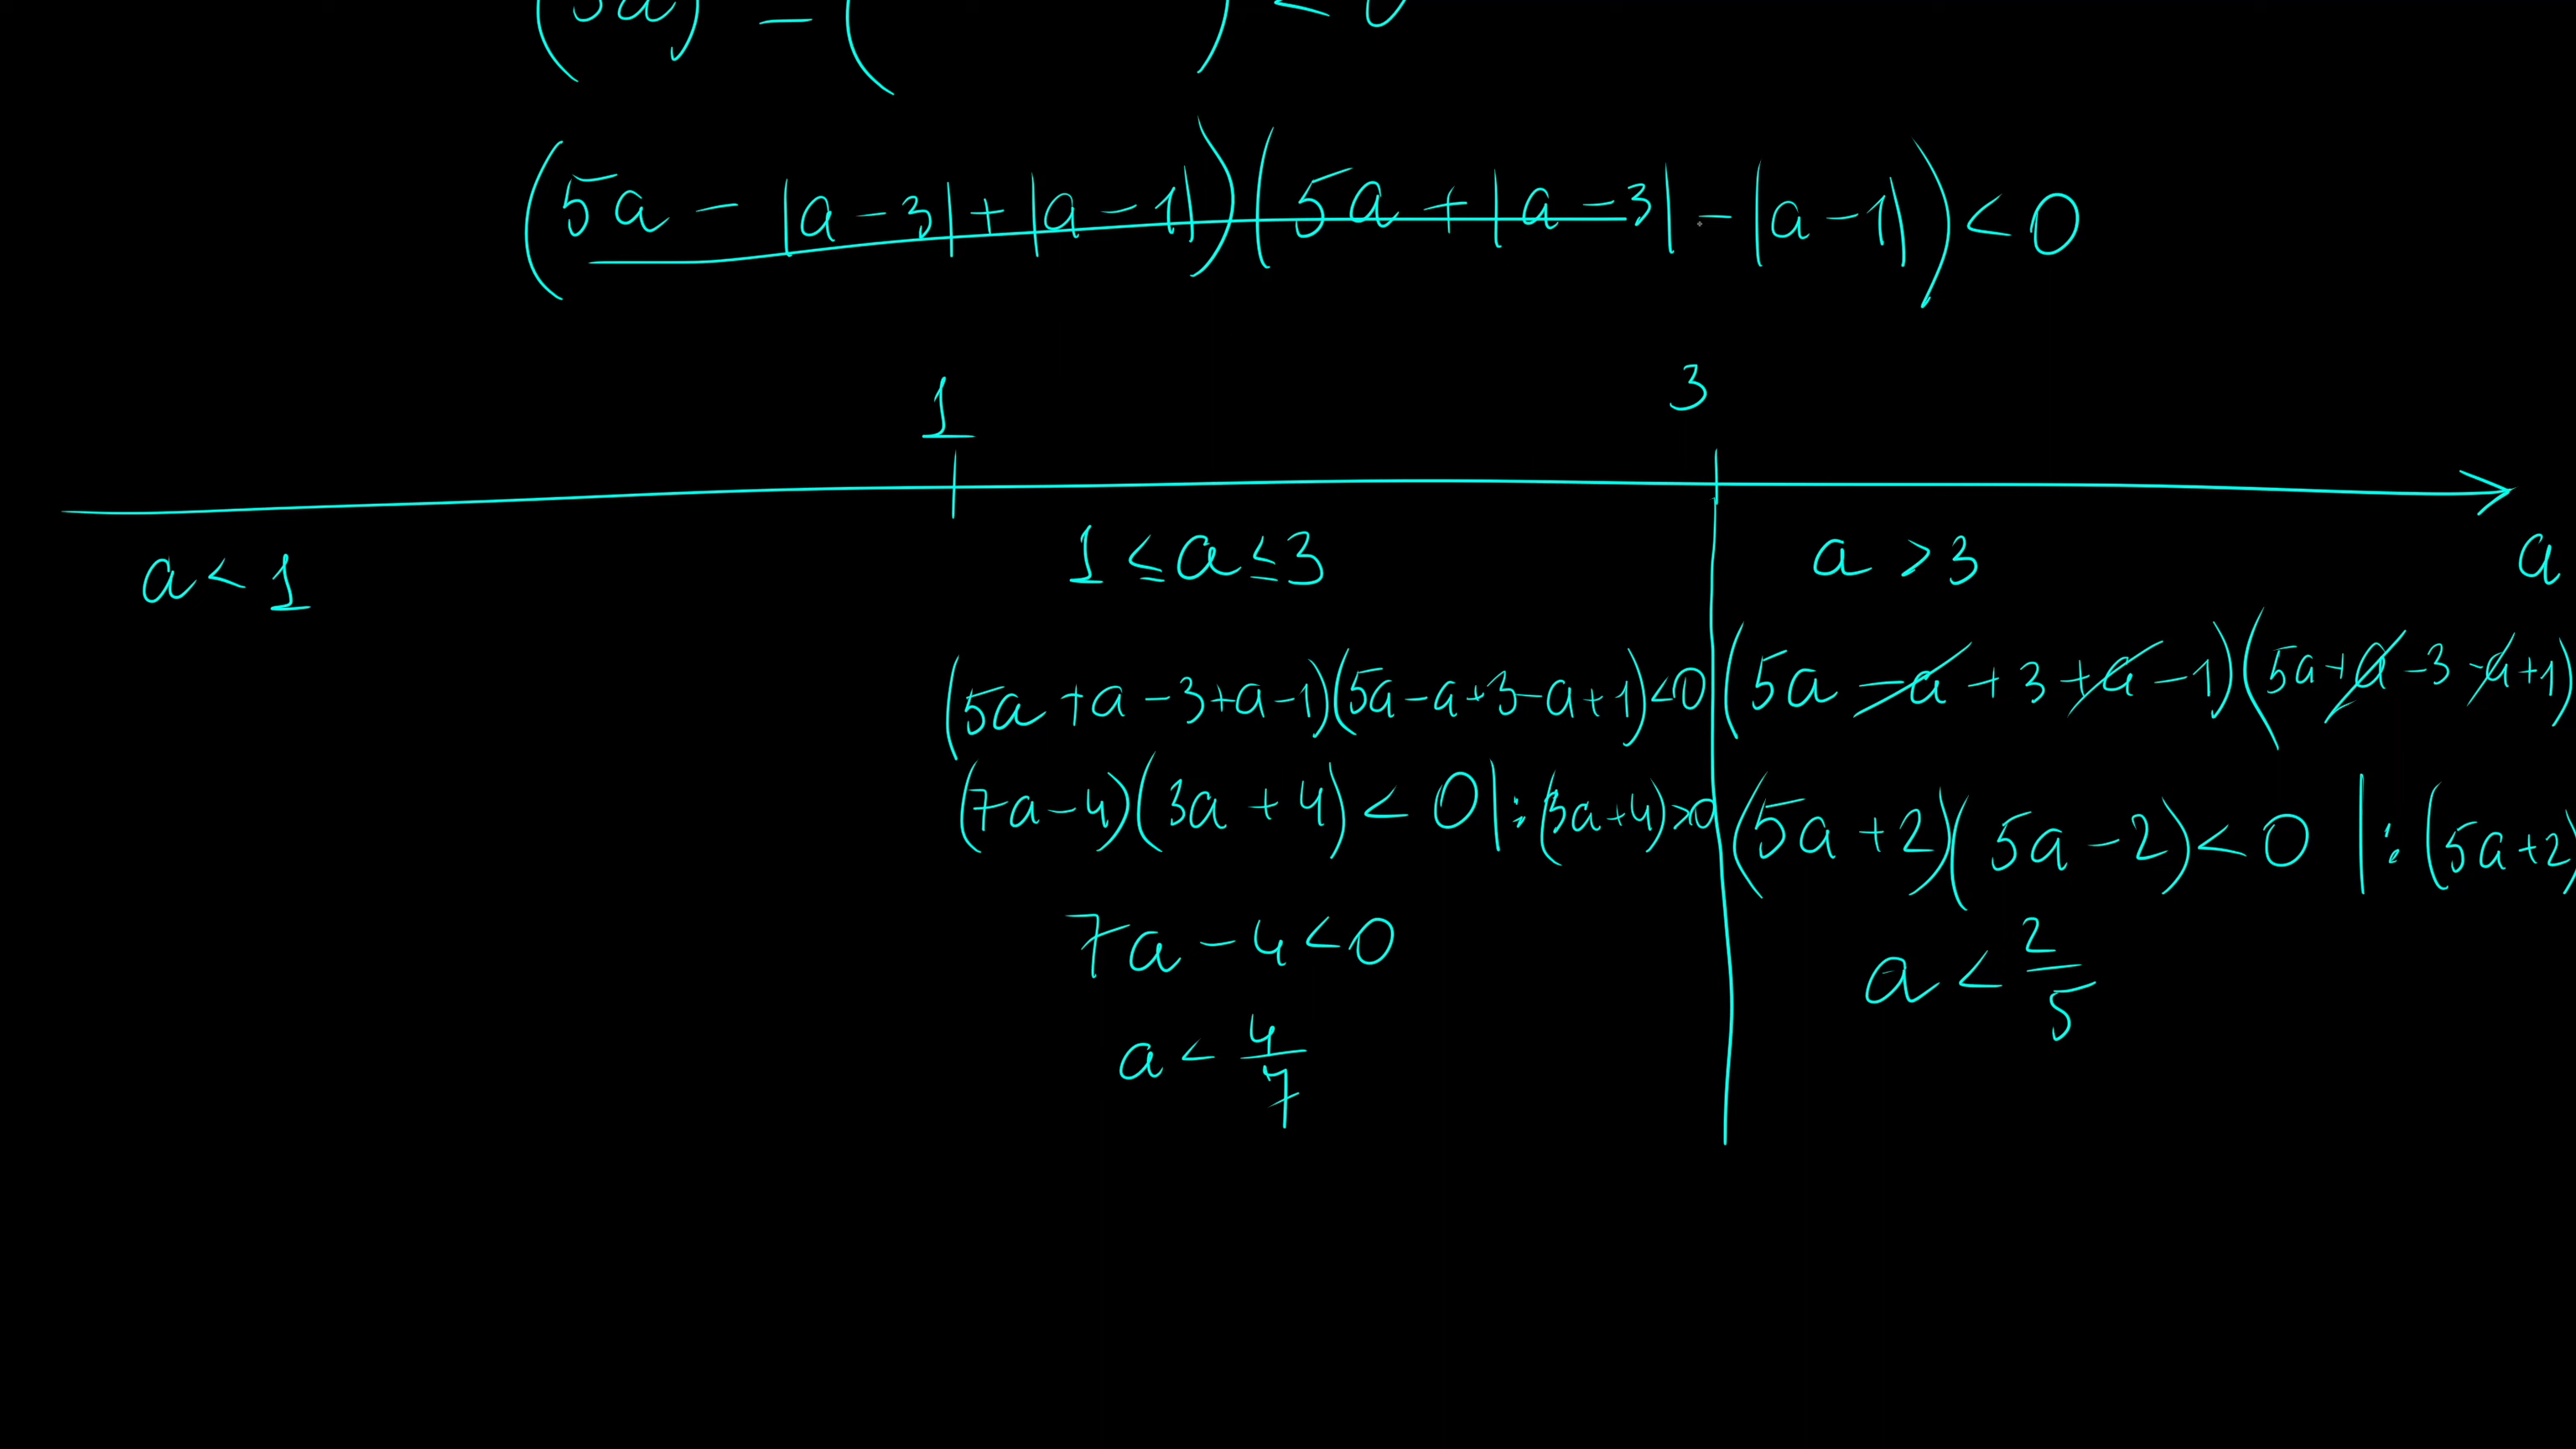 (5a) - ( ) < 0
(5a - |a - 3| + |a - 1|)(5a + |a - 3| - |a - 1|) < 0
1 3
a < 1 1 ≤ a ≤ 3 a > 3 a
(5a + a - 3 + a - 1)(5a - a + 3 - a + 1) < 0 (5a - a + 3 + a - 1)(5a + a - 3 - a + 1)
(7a - 4)(3a + 4) < 0 | : (3a + 4) > 0 (5a + 2)(5a - 2) < 0 | : (5a + 2)
7a - 4 < 0 a < 2/5
a < 4/7